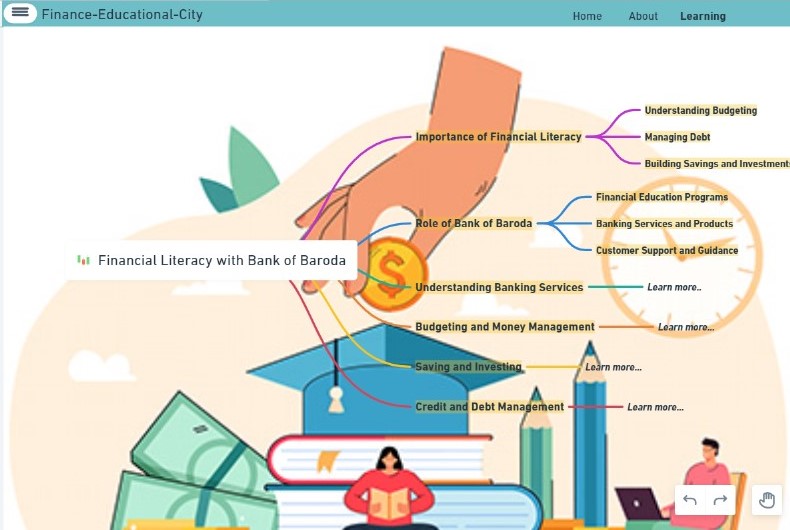 Finance-Educational-City
Home About Learning
Financial Literacy with Bank of Baroda
Importance of Financial Literacy
Understanding Budgeting
Managing Debt
Building Savings and Investments
Role of Bank of Baroda
Financial Education Programs
Banking Services and Products
Customer Support and Guidance
Understanding Banking Services
Learn more..
Budgeting and Money Management
Learn more...
Saving and Investing
Learn more...
Credit and Debt Management
Learn more...